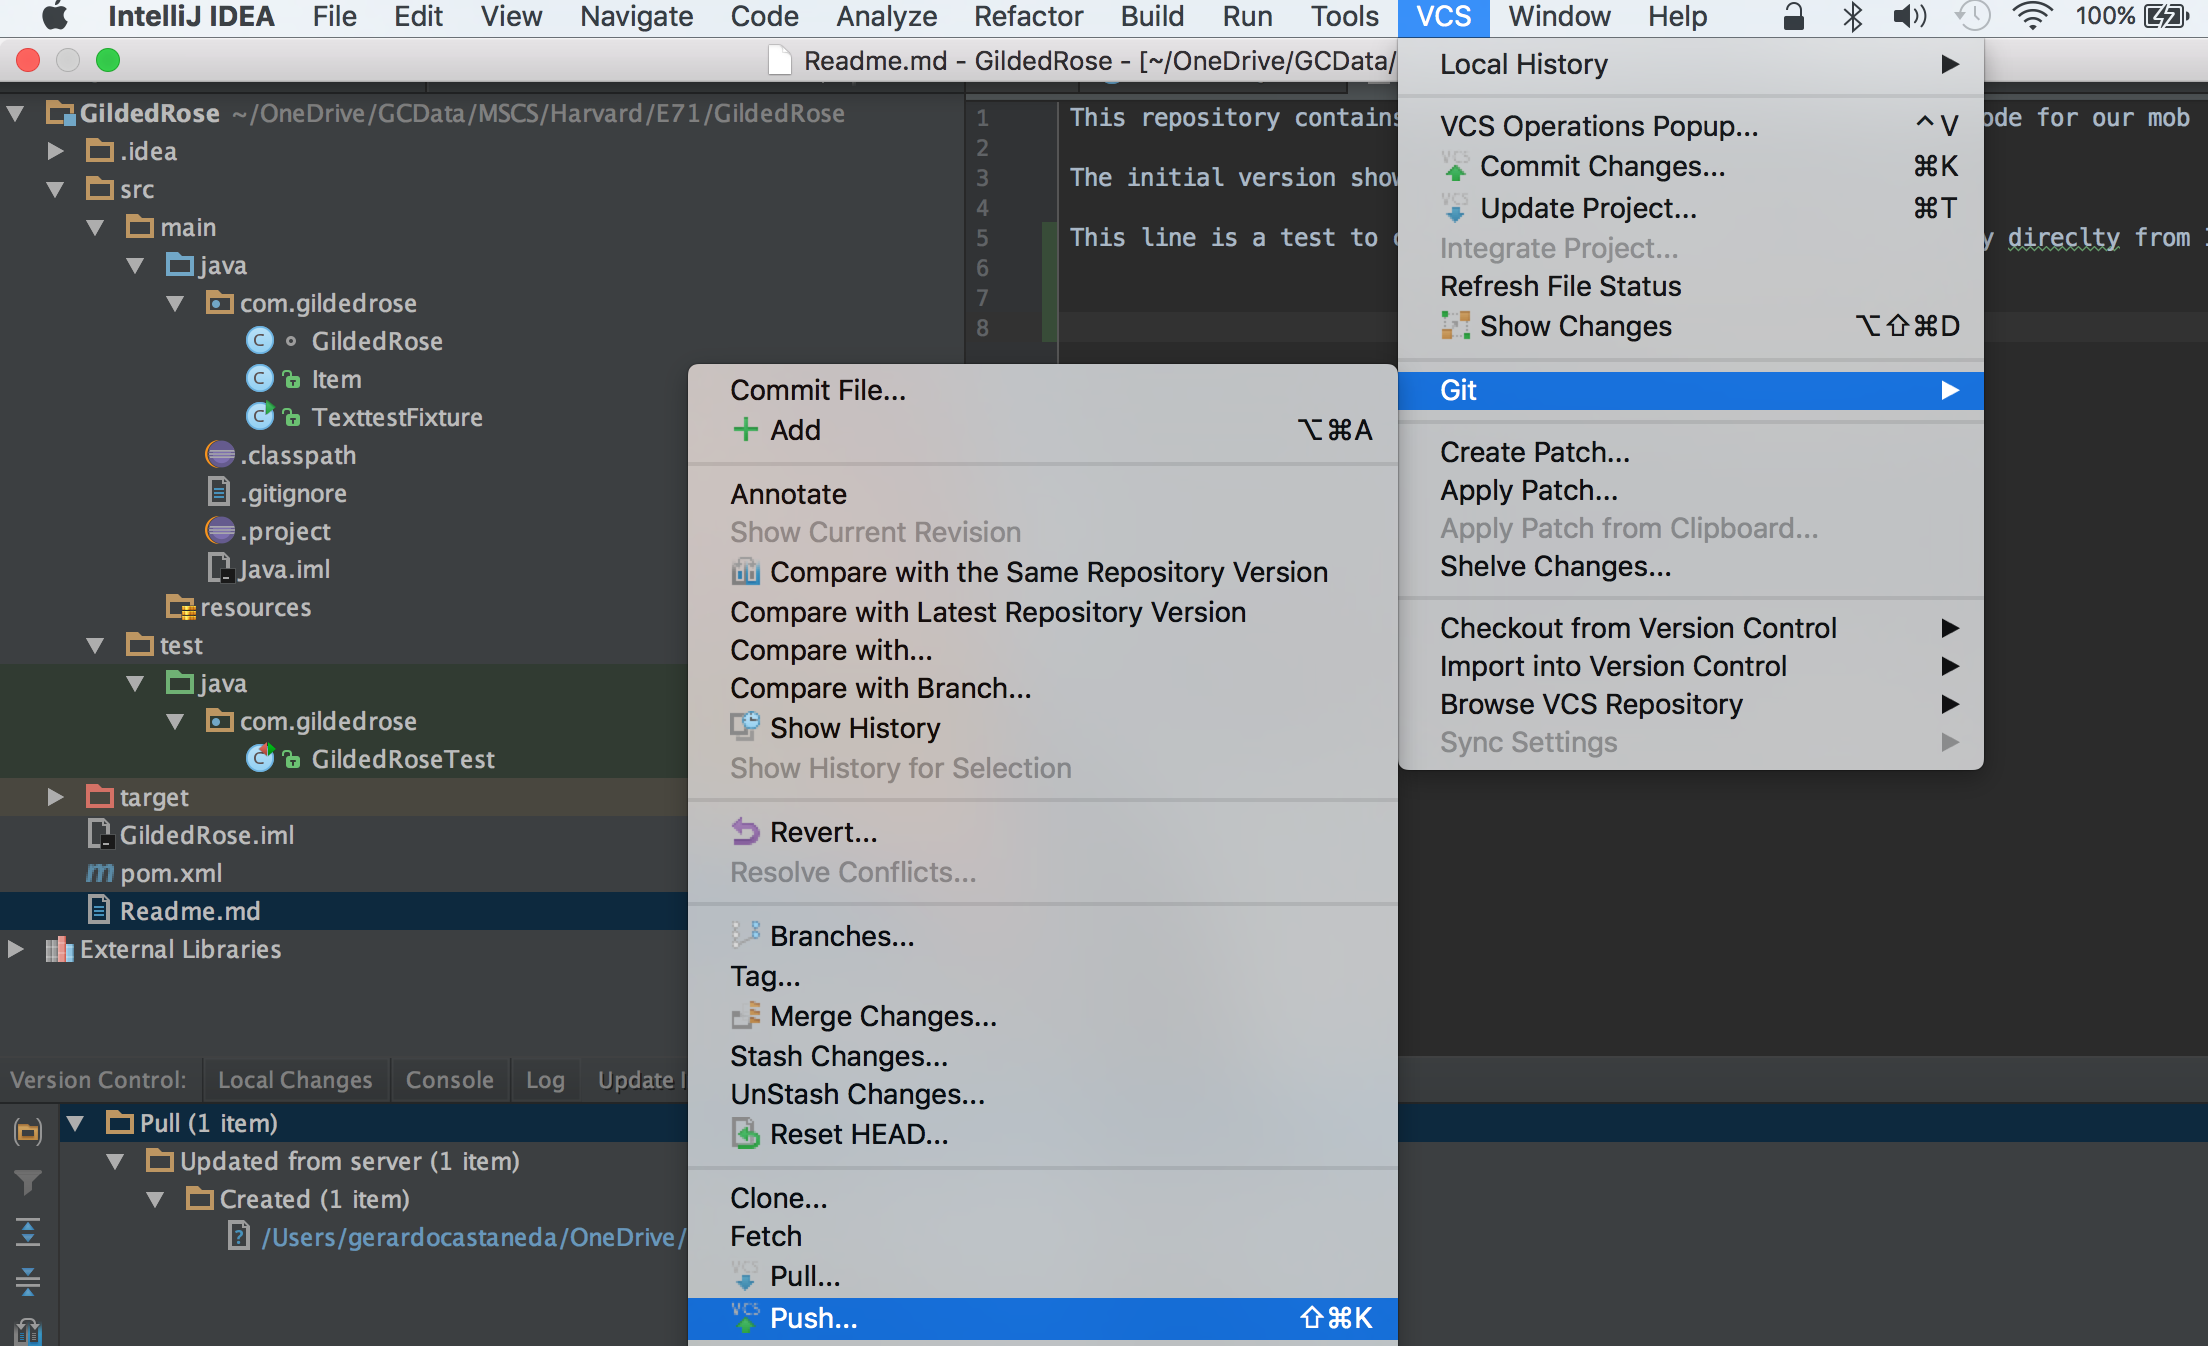 IntelliJ IDEA File Edit View Navigate Code Analyze Refactor Build Run Tools VCS Window Help 100%
Readme.md - GildedRose - [~/OneDrive/GCData/
GildedRose ~/OneDrive/GCData/MSCS/Harvard/E71/GildedRose
.idea
src
main
java
com.gildedrose
GildedRose
Item
TexttestFixture
.classpath
.gitignore
.project
Java.iml
resources
test
java
com.gildedrose
GildedRoseTest
target
GildedRose.iml
pom.xml
Readme.md
External Libraries
1 This repository contains ode for our mob
2
3 The initial version show
4
5 This line is a test to c y direclty from
6
7
8
Local History
VCS Operations Popup... ^V
Commit Changes... ⌘K
Update Project... ⌘T
Integrate Project...
Refresh File Status
Show Changes ⌥⇧⌘D
Git
Create Patch...
Apply Patch...
Apply Patch from Clipboard...
Shelve Changes...
Checkout from Version Control
Import into Version Control
Browse VCS Repository
Sync Settings
Commit File...
Add ⌥⌘A
Annotate
Show Current Revision
Compare with the Same Repository Version
Compare with Latest Repository Version
Compare with...
Compare with Branch...
Show History
Show History for Selection
Revert...
Resolve Conflicts...
Branches...
Tag...
Merge Changes...
Stash Changes...
UnStash Changes...
Reset HEAD...
Clone...
Fetch
Pull...
Push... ⇧⌘K
Version Control: Local Changes Console Log Update
Pull (1 item)
Updated from server (1 item)
Created (1 item)
/Users/gerardocastaneda/OneDrive/